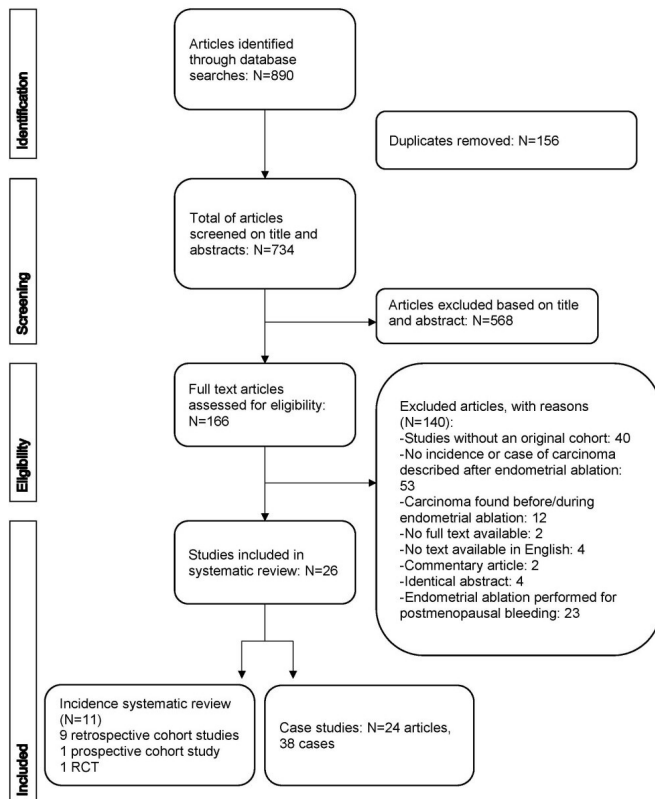 Identification
Articles identified
through database
searches: N=890
Duplicates removed: N=156
Screening
Total of articles
screened on title and
abstracts: N=734
Articles excluded based on title
and abstract: N=568
Eligibility
Full text articles
assessed for eligibility:
N=166
Excluded articles, with reasons
(N=140):
-Studies without an original cohort: 40
-No incidence or case of carcinoma
described after endometrial ablation:
53
-Carcinoma found before/during
endometrial ablation: 12
-No full text available: 2
-No text available in English: 4
-Commentary article: 2
-Identical abstract: 4
-Endometrial ablation performed for
postmenopausal bleeding: 23
Included
Studies included in
systematic review: N=26
Incidence systematic review
(N=11)
9 retrospective cohort studies
1 prospective cohort study
1 RCT
Case studies: N=24 articles,
38 cases